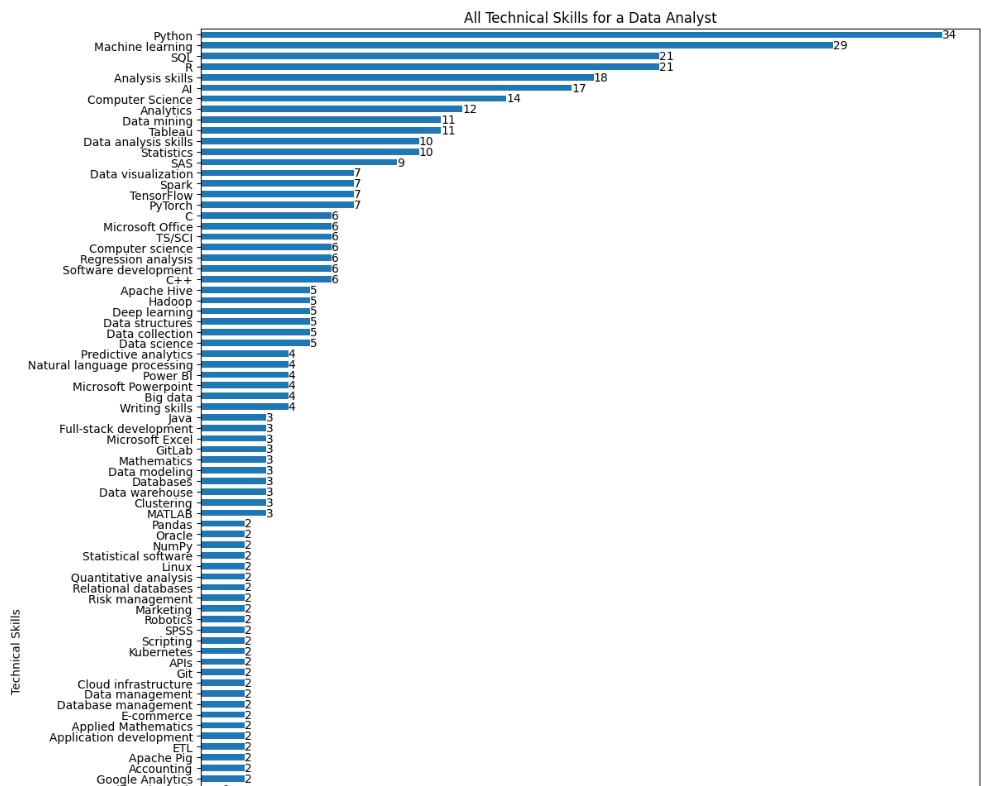 All Technical Skills for a Data Analyst
Python 34
Machine learning 29
SQL 21
R 21
Analysis skills 18
AI 17
Computer Science 14
Analytics 12
Data mining 11
Tableau 11
Data analysis skills 10
Statistics 10
SAS 9
Data visualization 7
Spark 7
TensorFlow 7
PyTorch 7
C 6
Microsoft Office 6
TS/SCI 6
Computer science 6
Regression analysis 6
Software development 6
C++ 6
Apache Hive 5
Hadoop 5
Deep learning 5
Data structures 5
Data collection 5
Data science 5
Predictive analytics 4
Natural language processing 4
Power BI 4
Microsoft Powerpoint 4
Big data 4
Writing skills 4
Java 3
Full-stack development 3
Microsoft Excel 3
GitLab 3
Mathematics 3
Data modeling 3
Databases 3
Data warehouse 3
Clustering 3
MATLAB 3
Pandas 2
Oracle 2
NumPy 2
Statistical software 2
Linux 2
Quantitative analysis 2
Relational databases 2
Risk management 2
Marketing 2
Robotics 2
SPSS 2
Scripting 2
Kubernetes 2
APIs 2
Git 2
Cloud infrastructure 2
Data management 2
Database management 2
E-commerce 2
Applied Mathematics 2
Application development 2
ETL 2
Apache Pig 2
Accounting 2
Google Analytics 2
Technical Skills